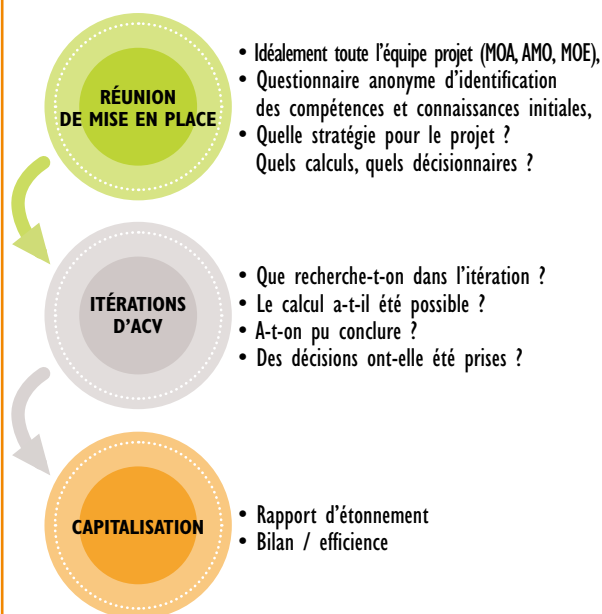 RÉUNION
DE MISE EN PLACE
• Idéalement toute l'équipe projet (MOA, AMO, MOE),
• Questionnaire anonyme d'identification
des compétences et connaissances initiales,
• Quelle stratégie pour le projet ?
Quels calculs, quels décisionnaires ?
ITÉRATIONS
D'ACV
• Que recherche-t-on dans l'itération ?
• Le calcul a-t-il été possible ?
• A-t-on pu conclure ?
• Des décisions ont-elle été prises ?
CAPITALISATION
• Rapport d'étonnement
• Bilan / efficience